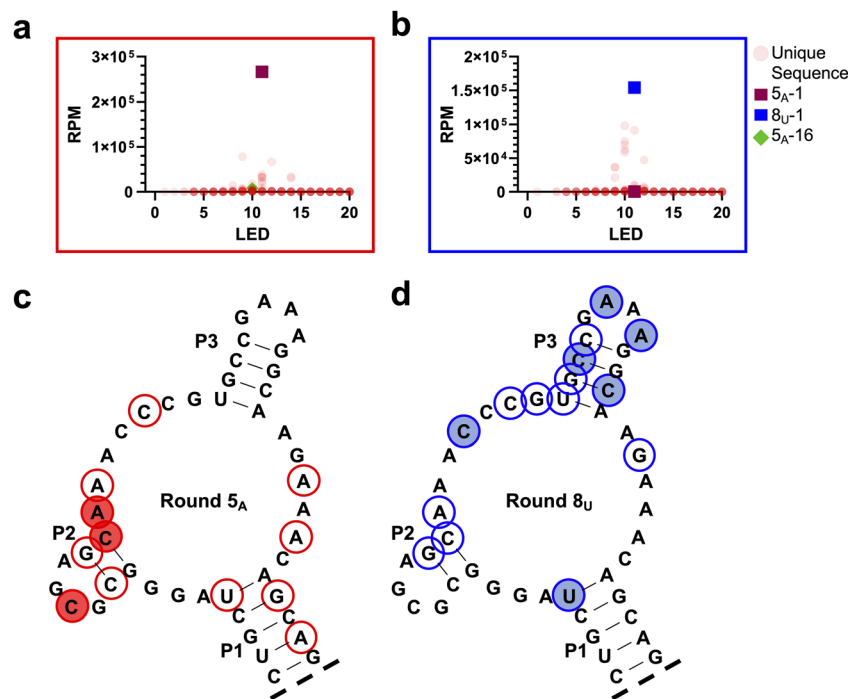 a
3×10⁵
2×10⁵
1×10⁵
0
RPM
0 5 10 15 20
LED
b
2.0×10⁵
1.5×10⁵
1×10⁵
5×10⁴
0
RPM
0 5 10 15 20
LED
Unique
Sequence
5A-1
8U-1
5A-16
c
A A
G A
P3 C G
C G
G C
C C G U A
C A
A G
A A
A A
C A
P2 G G C
A C A
G G G A U G
C G C C
G A
P1 U G
C
Round 5A
d
A A
G A
P3 C G
C G
G C
C C G U A
C A
A G
A A
A A
C A
P2 G G C
A C A
G G G A U G
C G C C
G A
P1 U G
C
Round 8U